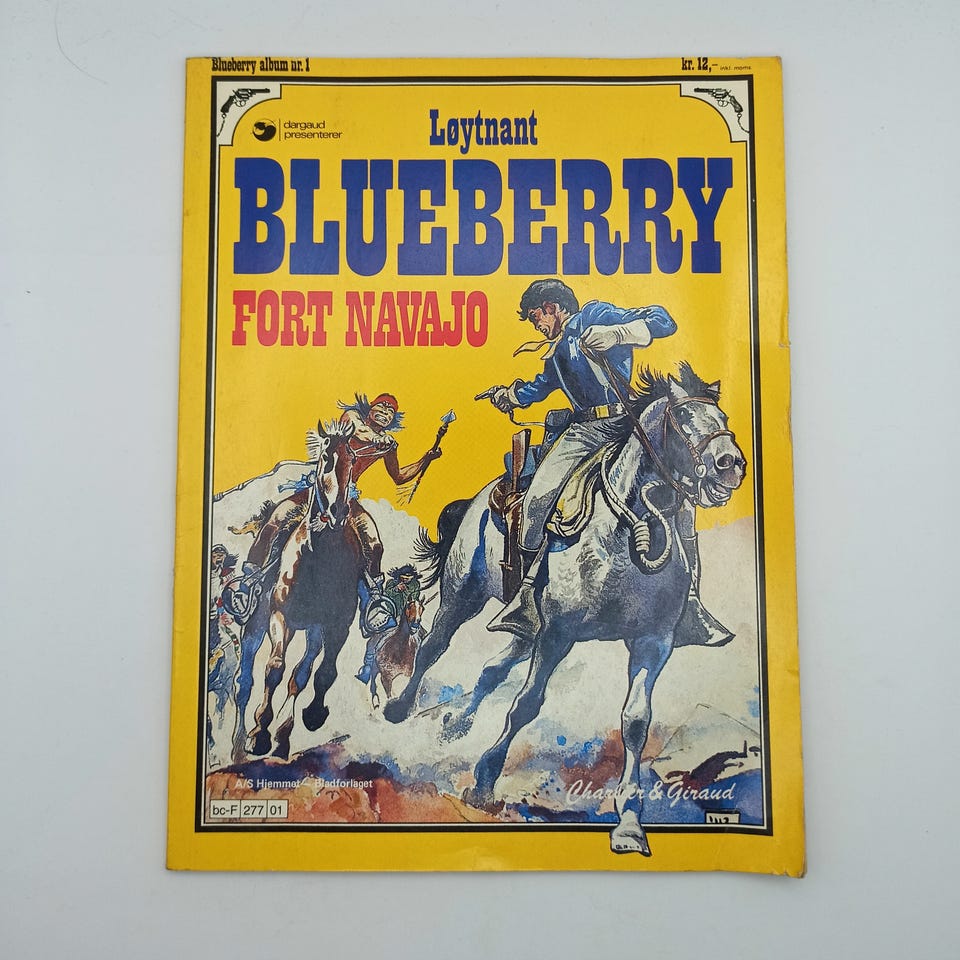 Blueberry album nr. 1
kr. 12,- inkl. moms.
dargaud
presenterer
Løytnant
BLUEBERRY
FORT NAVAJO
A/S Hjemmet - Bladforlaget
Charlier & Giraud
bc-F 277 01